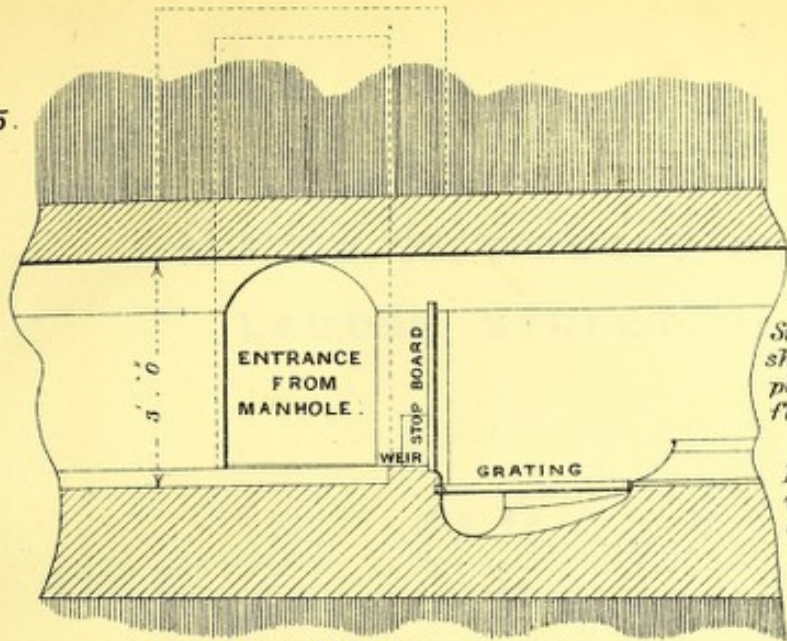 5.
ENTRANCE
FROM
MANHOLE.
3'. 0"
STOP BOARD
WEIR
GRATING